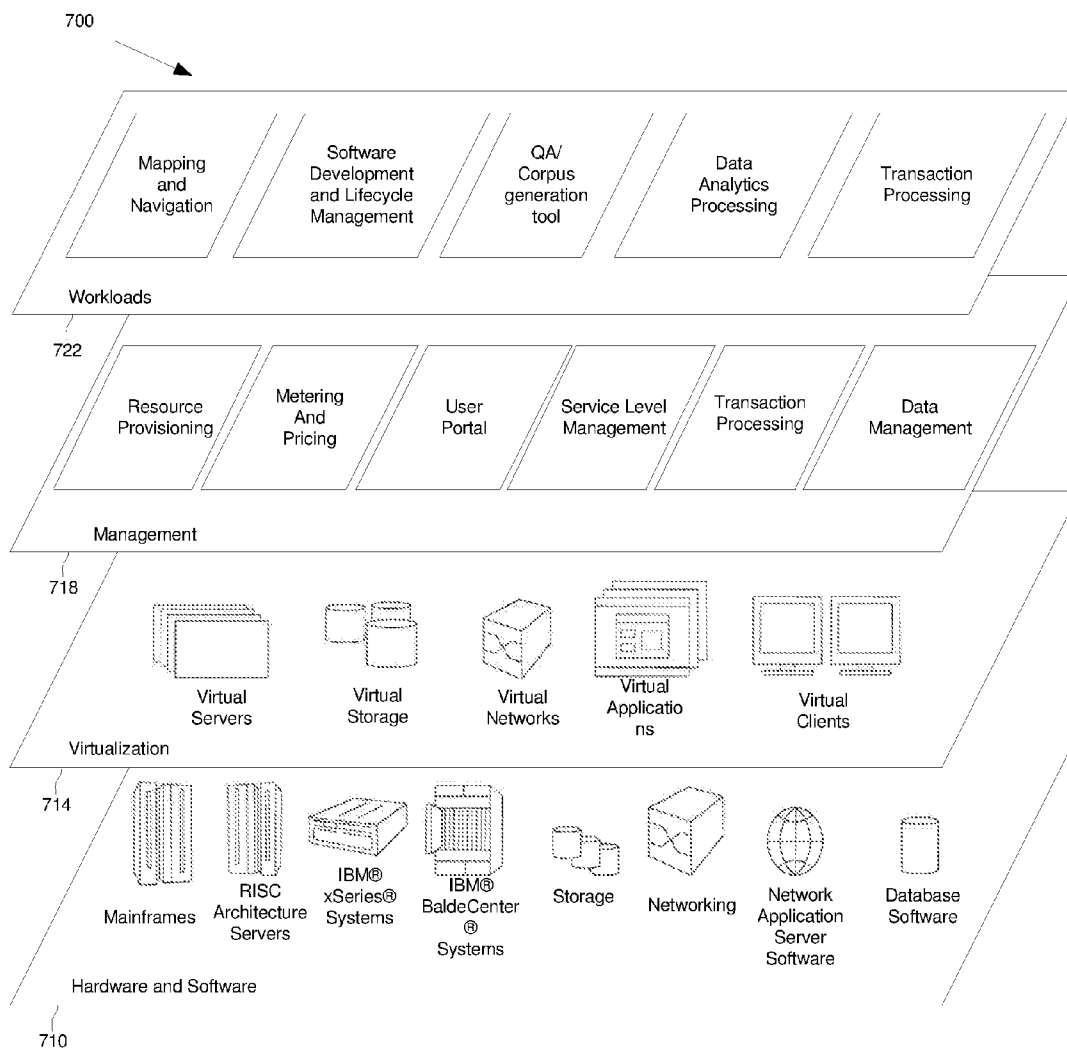 700
Mapping
and
Navigation
Software
Development
and Lifecycle
Management
QA/
Corpus
generation
tool
Data
Analytics
Processing
Transaction
Processing
Workloads
722
Resource
Provisioning
Metering
And
Pricing
User
Portal
Service Level
Management
Transaction
Processing
Data
Management
Management
718
Virtual
Servers
Virtual
Storage
Virtual
Networks
Virtual
Applicatio
ns
Virtual
Clients
Virtualization
714
Mainframes
RISC
Architecture
Servers
IBM®
xSeries®
Systems
IBM®
BaldeCenter
®
Systems
Storage
Networking
Network
Application
Server
Software
Database
Software
Hardware and Software
710